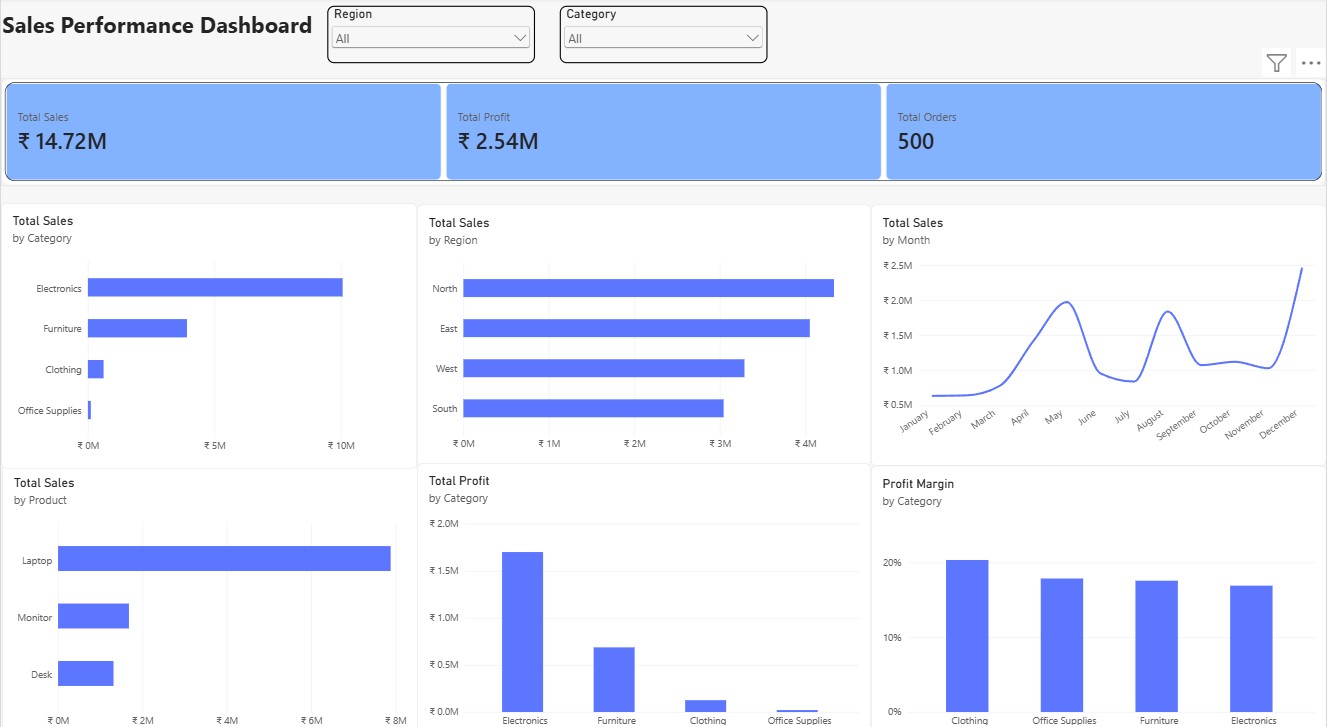 Sales Performance Dashboard
Region
All
Category
All
Total Sales
₹ 14.72M
Total Profit
₹ 2.54M
Total Orders
500
Total Sales
by Category
Electronics
Furniture
Clothing
Office Supplies
₹ 0M ₹ 5M ₹ 10M
Total Sales
by Region
North
East
West
South
₹ 0M ₹ 1M ₹ 2M ₹ 3M ₹ 4M
Total Sales
by Month
₹ 2.5M
₹ 2.0M
₹ 1.5M
₹ 1.0M
₹ 0.5M
January February March April May June July August September October November December
Total Sales
by Product
Laptop
Monitor
Desk
₹ 0M ₹ 2M ₹ 4M ₹ 6M ₹ 8M
Total Profit
by Category
₹ 2.0M
₹ 1.5M
₹ 1.0M
₹ 0.5M
₹ 0.0M
Electronics Furniture Clothing Office Supplies
Profit Margin
by Category
20%
10%
0%
Clothing Office Supplies Furniture Electronics